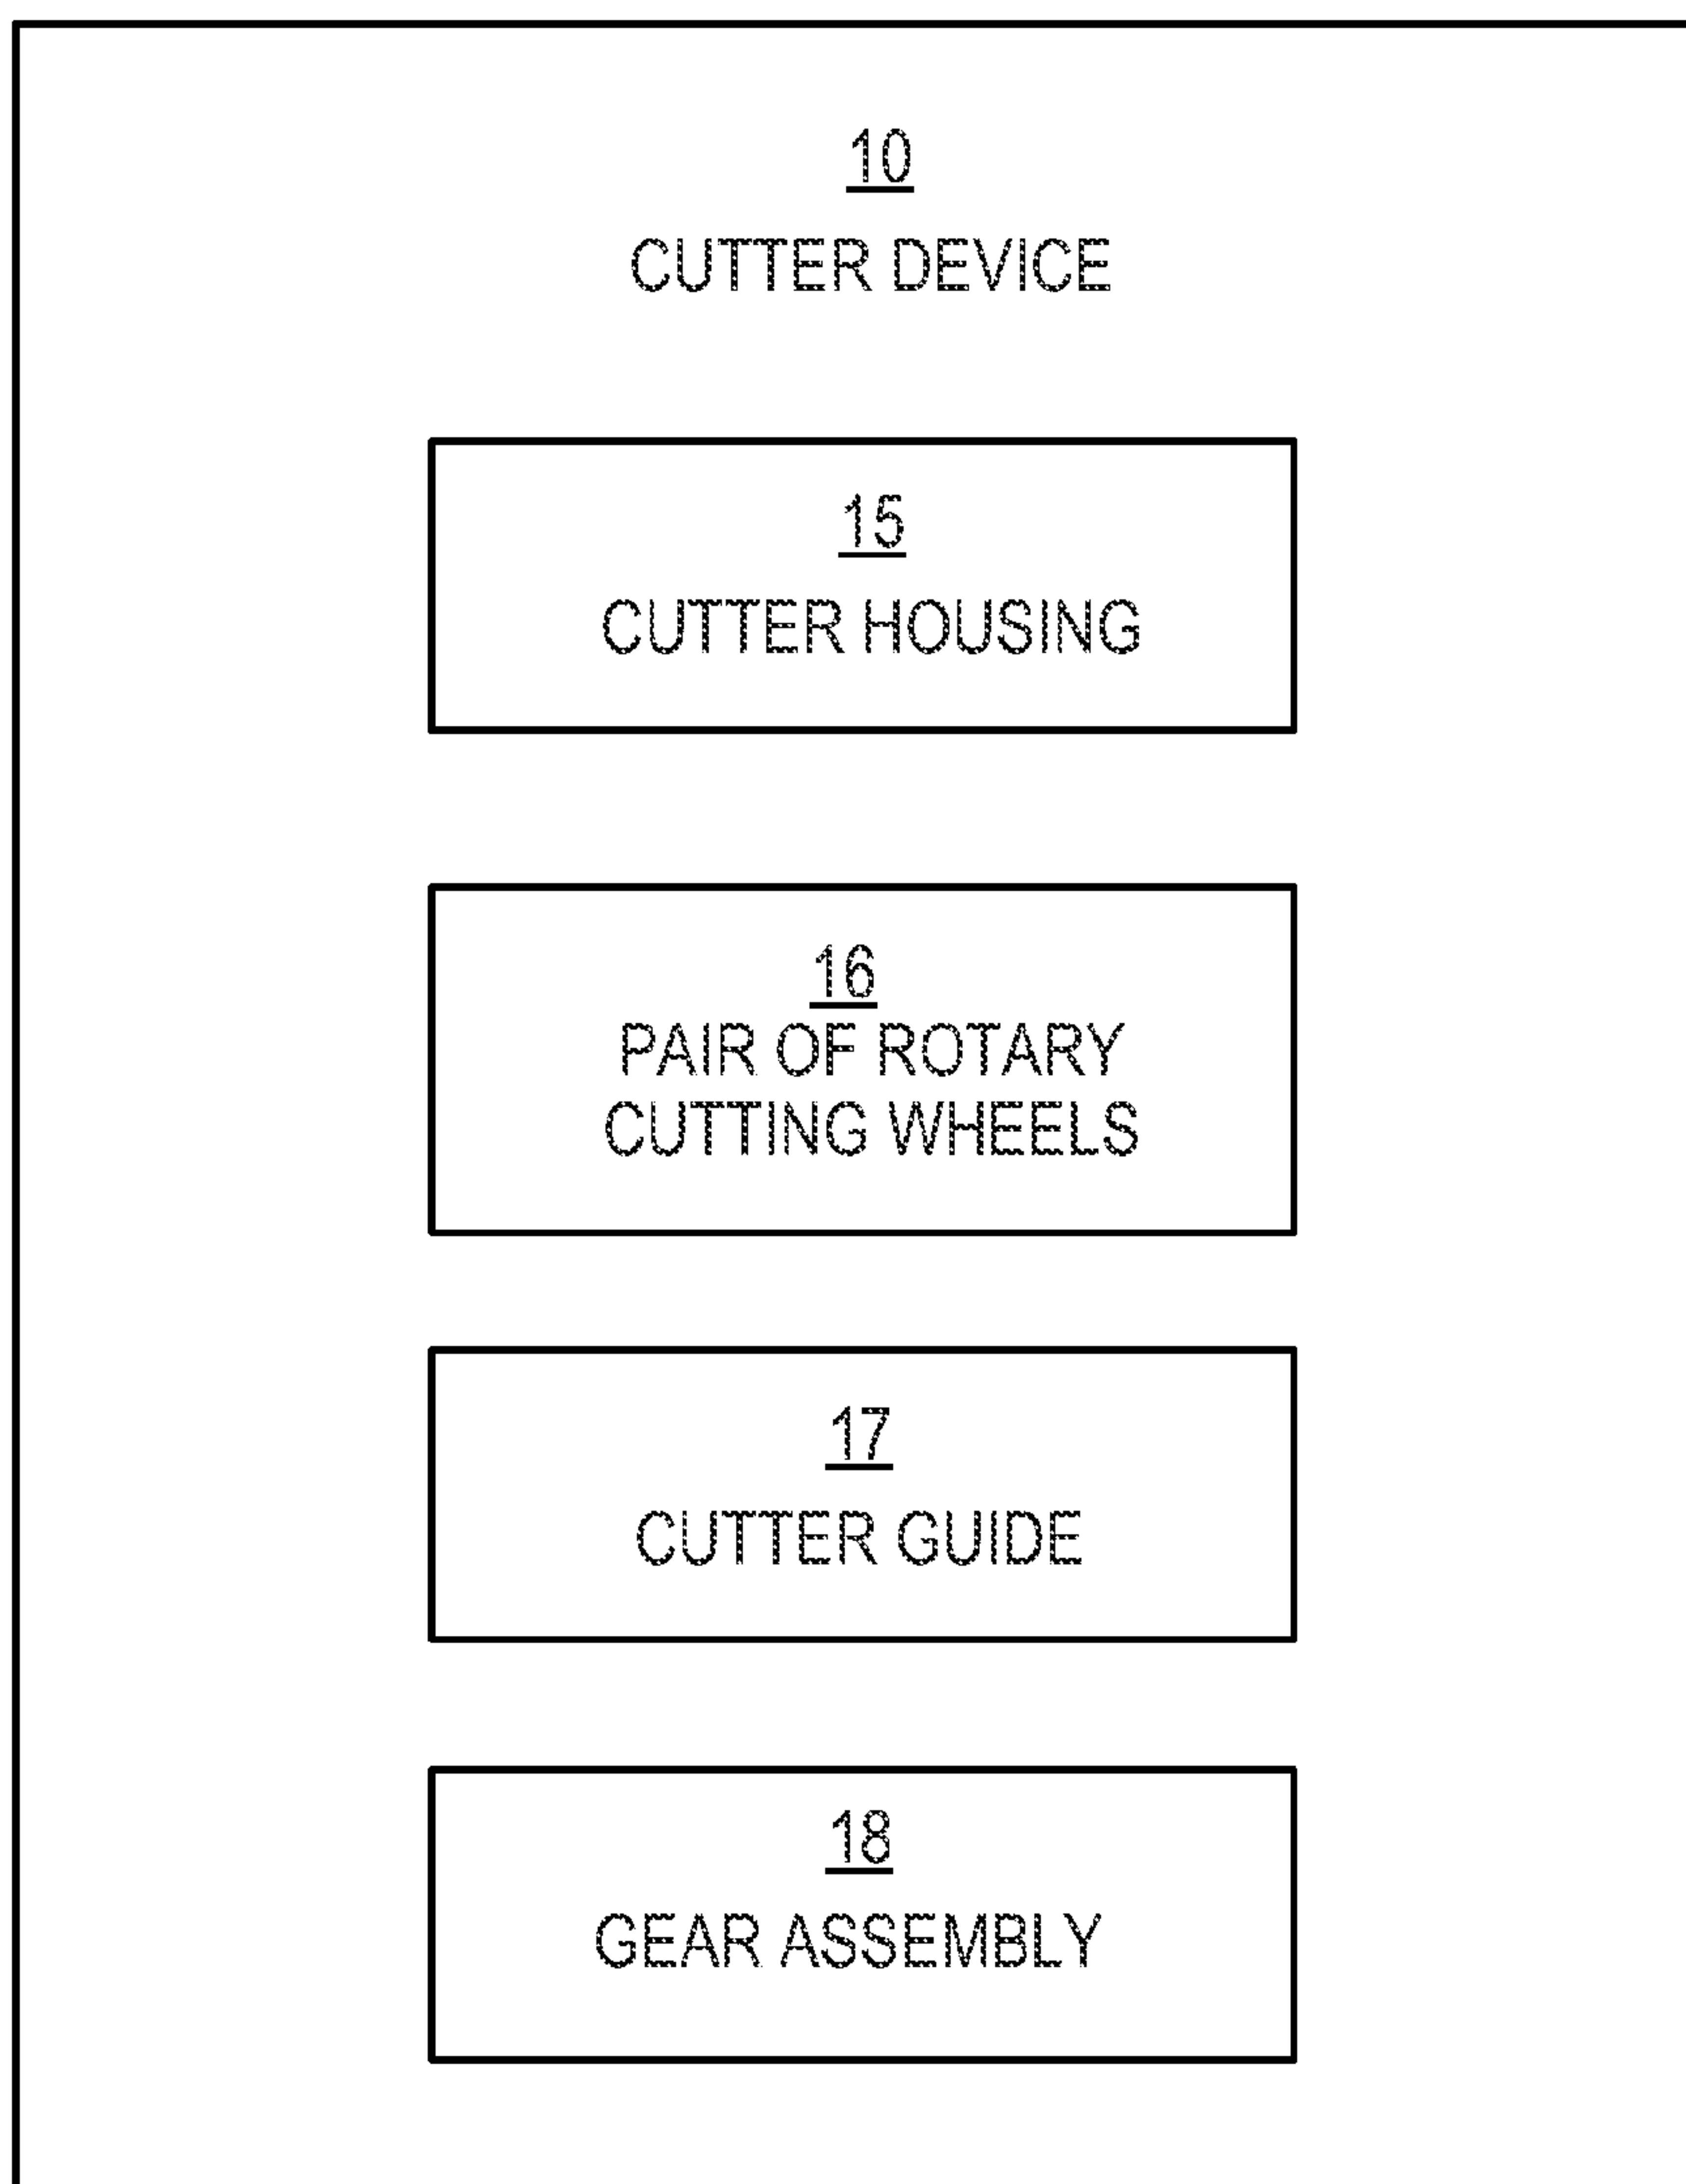 10
CUTTER DEVICE
15
CUTTER HOUSING
16
PAIR OF ROTARY
CUTTING WHEELS
17
CUTTER GUIDE
18
GEAR ASSEMBLY